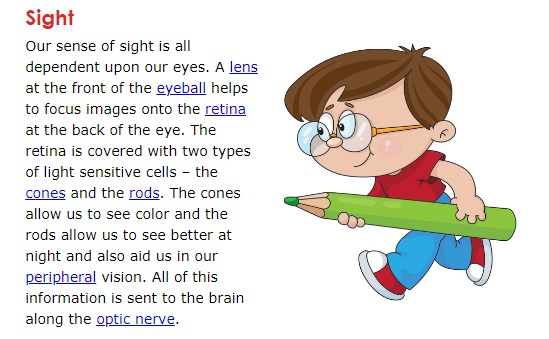 Sight
Our sense of sight is all
dependent upon our eyes. A lens
at the front of the eyeball helps
to focus images onto the retina
at the back of the eye. The
retina is covered with two types
of light sensitive cells – the
cones and the rods. The cones
allow us to see color and the
rods allow us to see better at
night and also aid us in our
peripheral vision. All of this
information is sent to the brain
along the optic nerve.